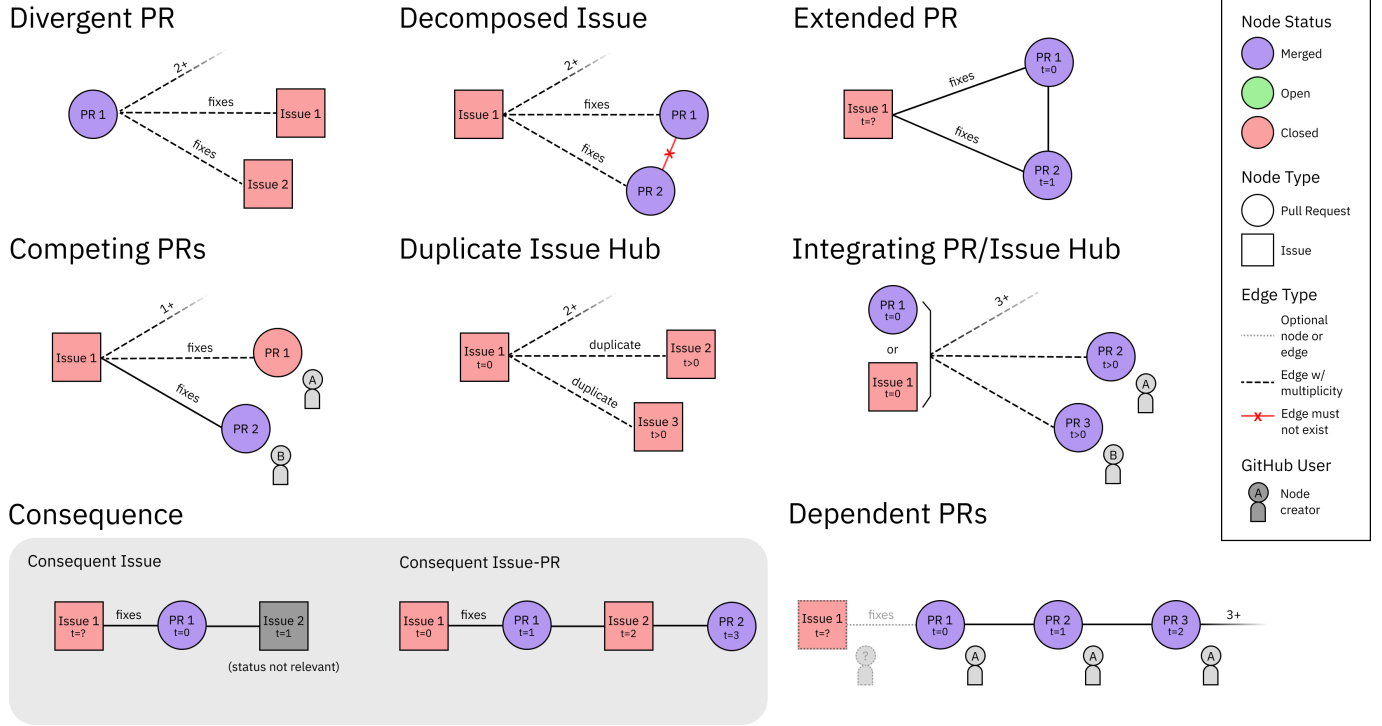 Divergent PR
2+
PR 1
fixes
Issue 1
fixes
Issue 2
Decomposed Issue
2+
Issue 1
fixes
PR 1
fixes
PR 2
Extended PR
PR 1
t=0
fixes
Issue 1
t=?
fixes
PR 2
t=1
Competing PRs
1+
Issue 1
fixes
PR 1
A
fixes
PR 2
B
Duplicate Issue Hub
2+
Issue 1
t=0
duplicate
Issue 2
t>0
duplicate
Issue 3
t>0
Integrating PR/Issue Hub
PR 1
t=0
or
Issue 1
t=0
3+
PR 2
t>0
A
PR 3
t>0
B
Consequence
Consequent Issue
Issue 1
t=?
fixes
PR 1
t=0
Issue 2
t=1
(status not relevant)
Consequent Issue-PR
Issue 1
t=0
fixes
PR 1
t=1
Issue 2
t=2
PR 2
t=3
Dependent PRs
Issue 1
t=?
fixes
?
PR 1
t=0
A
PR 2
t=1
A
PR 3
t=2
A
3+
Node Status
Merged
Open
Closed
Node Type
Pull Request
Issue
Edge Type
Optional
node or
edge
Edge w/
multiplicity
x
Edge must
not exist
GitHub User
A
Node
creator